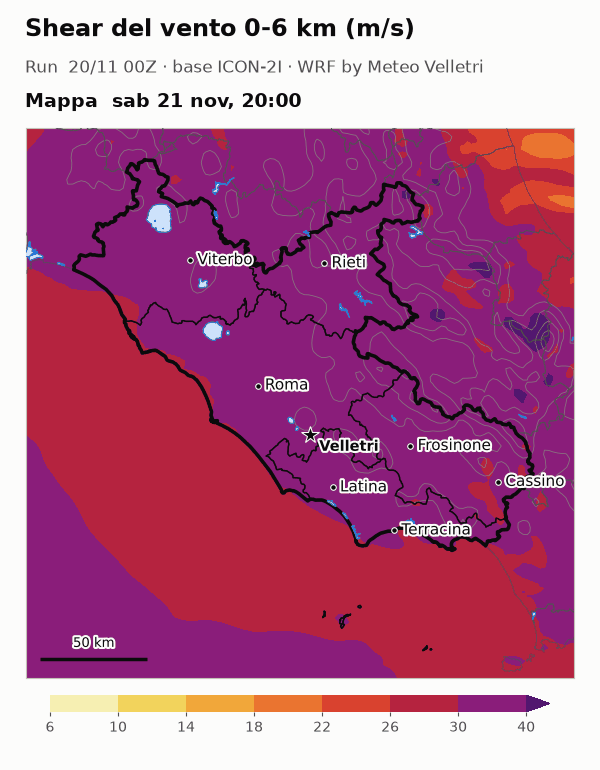 Shear del vento 0-6 km (m/s)
Run  20/11 00Z · base ICON-2I · WRF by Meteo Velletri
Mappa  sab 21 nov, 20:00
Viterbo
Rieti
Roma
Velletri
Frosinone
Cassino
Latina
Terracina
50 km
6 10 14 18 22 26 30 40